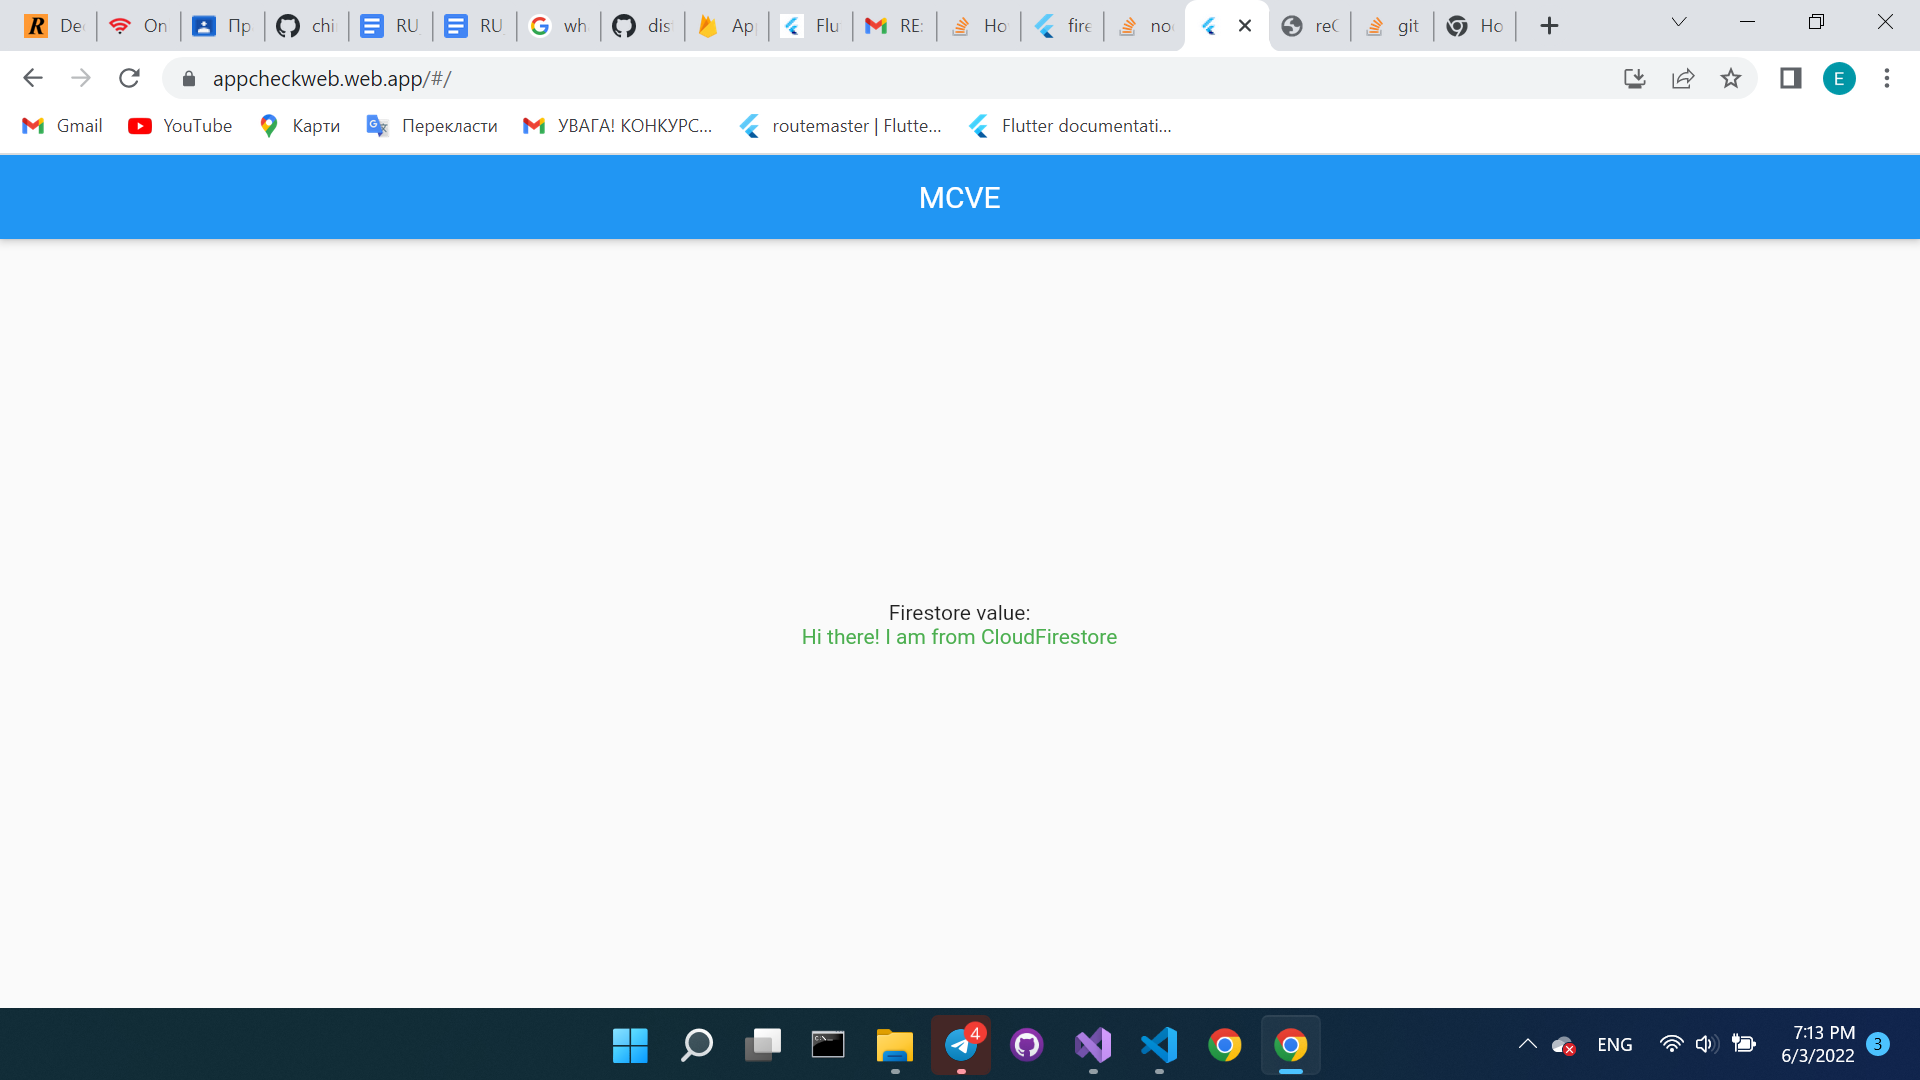 De
On
Пр
chi
RU
RU
wh
dis
Ap
Flu
RE:
Ho
fire
no
reC
git
Ho
appcheckweb.web.app/#/
E
Gmail
YouTube
Карти
Перекласти
УВАГА! КОНКУРС...
routemaster | Flutte...
Flutter documentati...
MCVE
Firestore value:
Hi there! I am from CloudFirestore
4
ENG
7:13 PM
6/3/2022
3